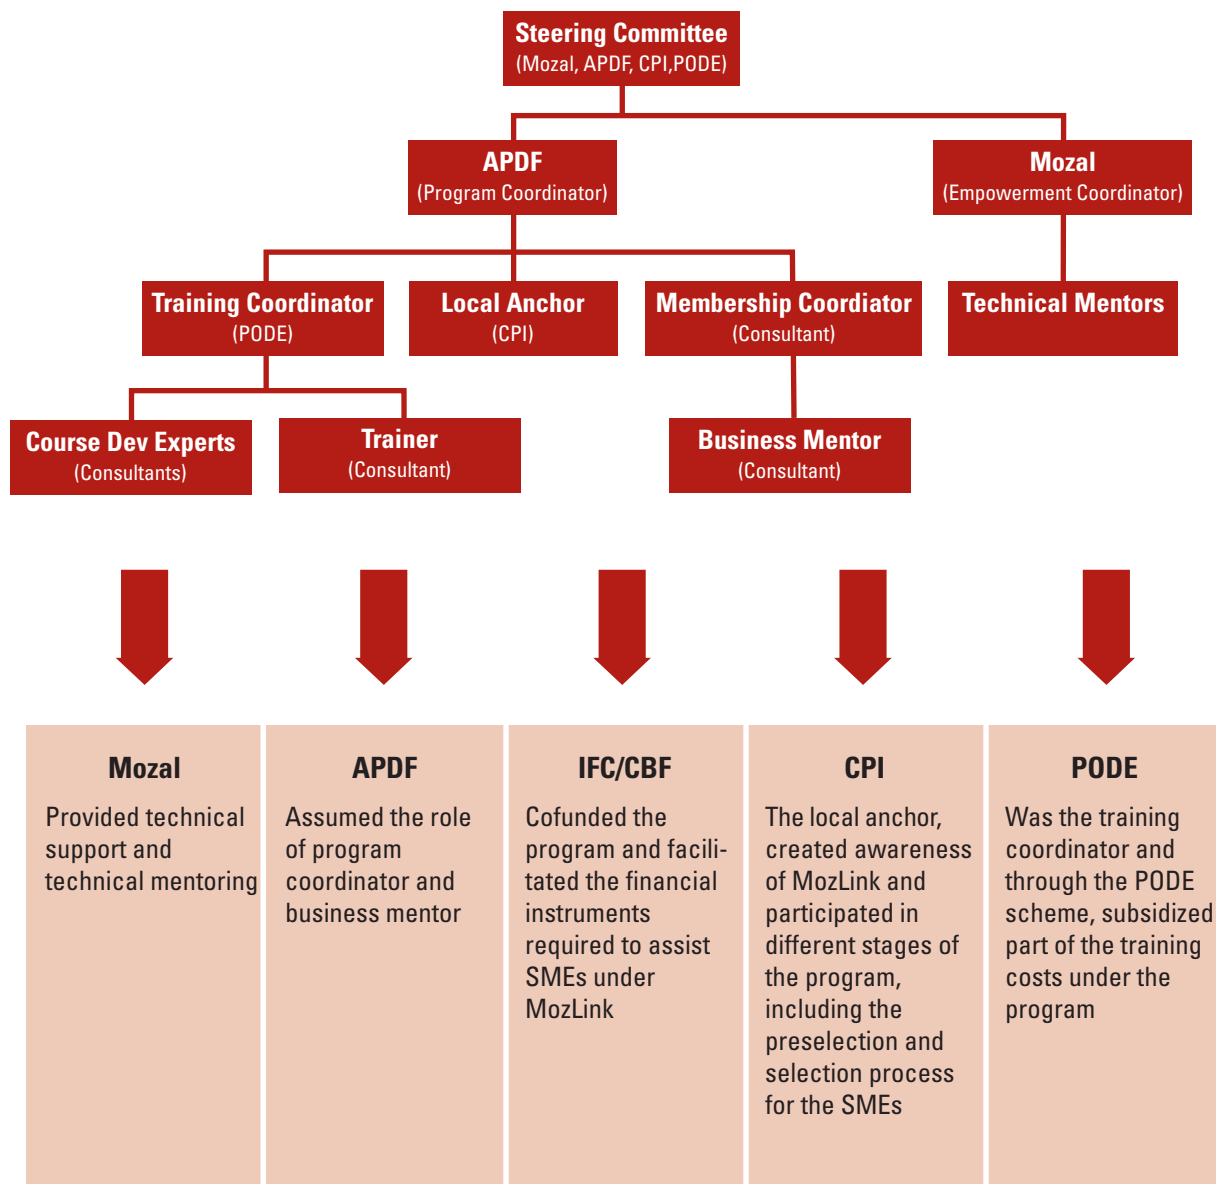 Steering Committee
(Mozal, APDF, CPI,PODE)
APDF
(Program Coordinator)
Mozal
(Empowerment Coordinator)
Training Coordinator
(PODE)
Local Anchor
(CPI)
Membership Coordiator
(Consultant)
Technical Mentors
Course Dev Experts
(Consultants)
Trainer
(Consultant)
Business Mentor
(Consultant)
Mozal
Provided technical
support and
technical mentoring
APDF
Assumed the role
of program
coordinator and
business mentor
IFC/CBF
Cofunded the
program and facili-
tated the financial
instruments
required to assist
SMEs under
MozLink
CPI
The local anchor,
created awareness
of MozLink and
participated in
different stages of
the program,
including the
preselection and
selection process
for the SMEs
PODE
Was the training
coordinator and
through the PODE
scheme, subsidized
part of the training
costs under the
program